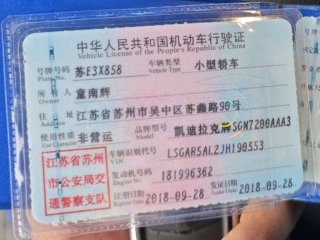 中华人民共和国机动车行驶证
Vehicle License of the People's Republic of China
号牌号码 苏E3X858 车辆类型 小型轿车
Plate No. Vehicle Type
所有人 童南辉
Owner
住址 江苏省苏州市吴中区苏蠡路90号
Address
使用性质 非营运 品牌型号 凯迪拉克牌SGM7200AAA3
Use Character Model
江苏省苏州
市公安局交
通警察支队
车辆识别代号 LSGAR5AL2JH190553
VIN
发动机号码 181996362
Engine No.
注册日期 2018-09-28 发证日期 2018-09-28
Register Date Issue Date